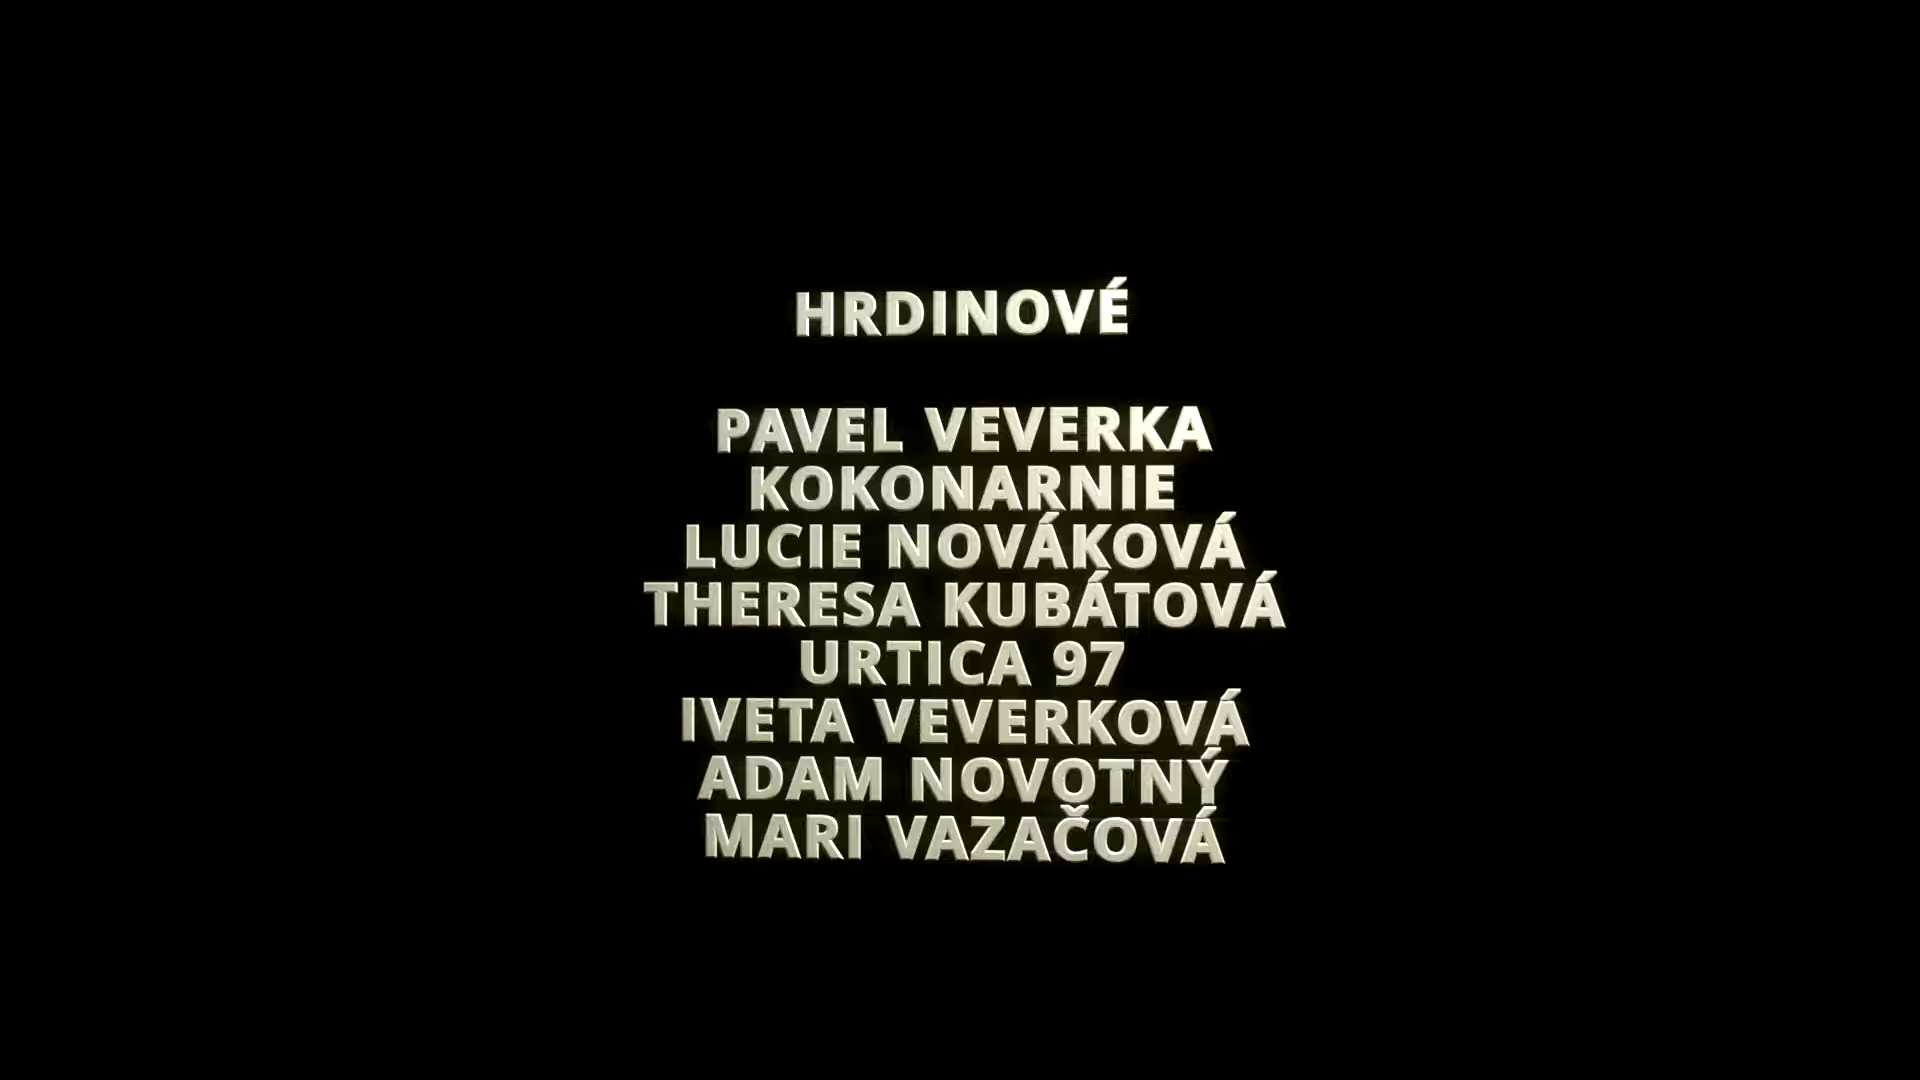 HRDINOVÉ
PAVEL VEVERKA
KOKONARNIE
LUCIE NOVÁKOVÁ
THERESA KUBÁTOVÁ
URTICA 97
IVETA VEVERKOVÁ
ADAM NOVOTNÝ
MARI VAZAČOVÁ